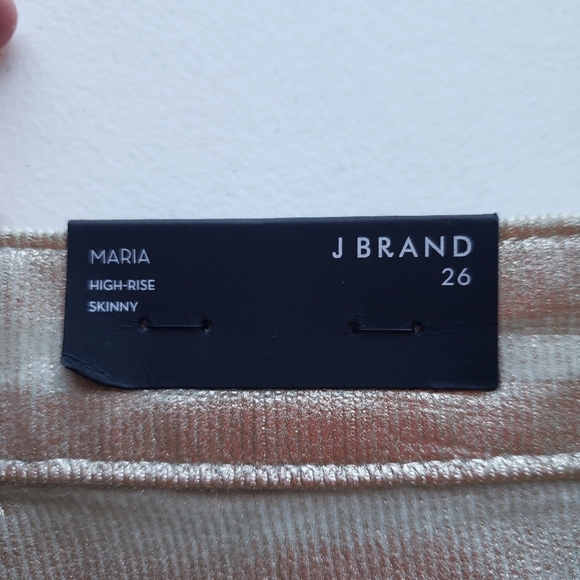 MARIA
HIGH-RISE
SKINNY
J BRAND
26